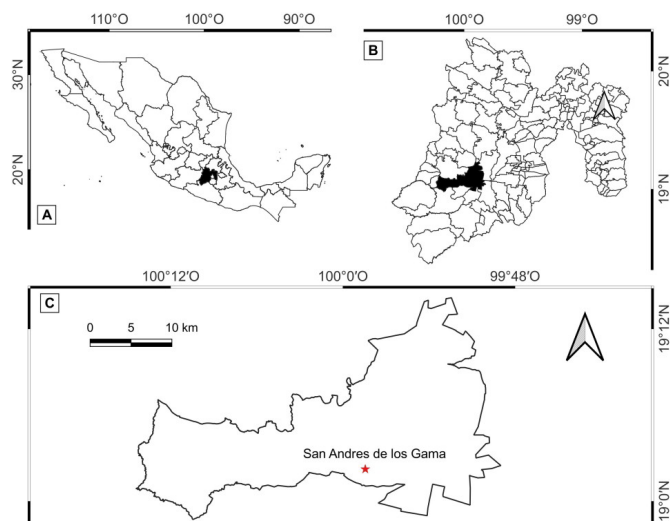 110°O 100°O 90°O
30°N
20°N
A
100°O 99°O
B
20°N
19°N
100°12'O 100°0'O 99°48'O
C
0 5 10 km
19°12'N
San Andres de los Gama
19°0'N